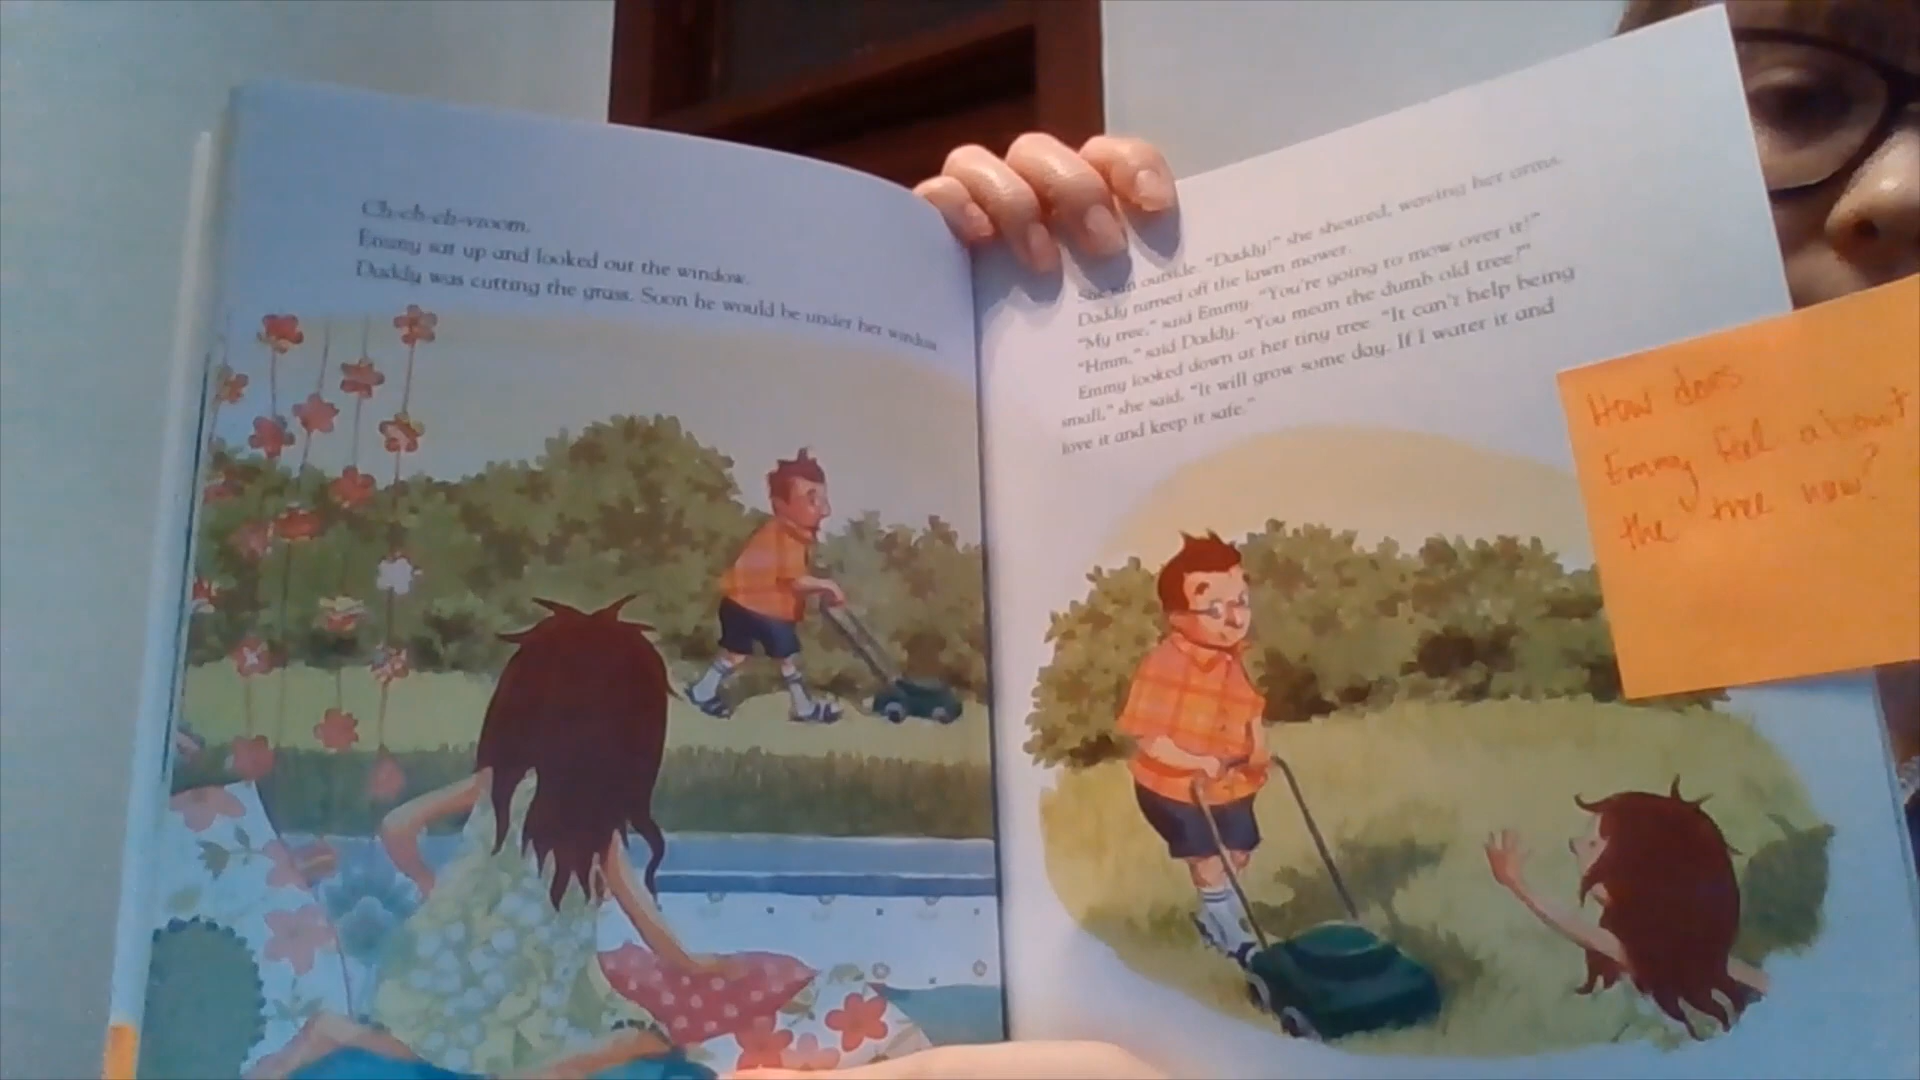 Ch-ch-ch-vroom.
Emmy sat up and looked out the window.
Daddy was cutting the grass. Soon he would be under her window
She ran outside. "Daddy!" she shouted, waving her arms.
Daddy turned off the lawn mower.
"My tree," said Emmy. "You're going to mow over it!"
"Hmm," said Daddy. "You mean the dumb old tree?"
Emmy looked down at her tiny tree. "It can't help being
small," she said. "It will grow some day. If I water it and
love it and keep it safe."
How does
Emmy feel about
the tree now?